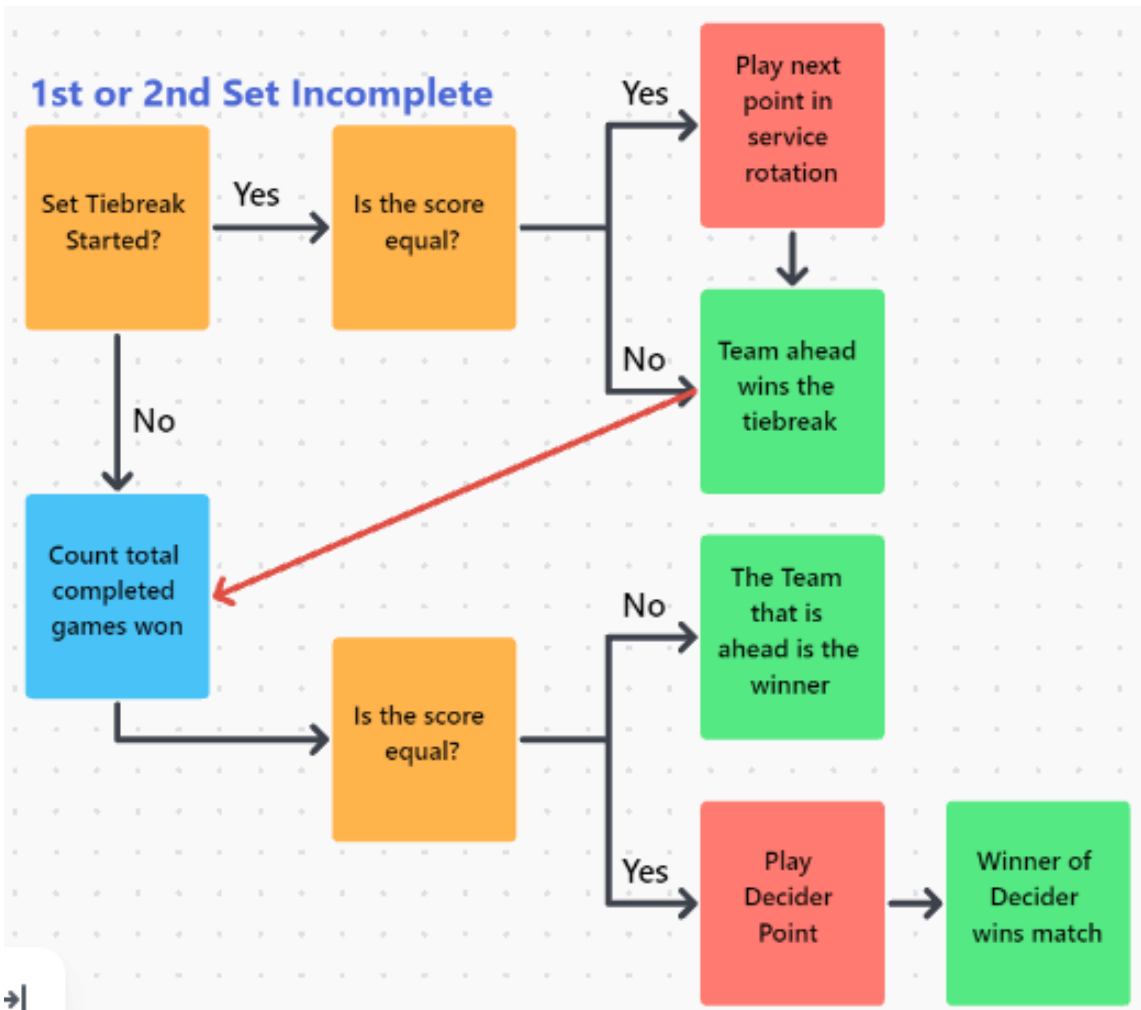 1st or 2nd Set Incomplete
Set Tiebreak
Started?
Yes
Is the score
equal?
Yes
Play next
point in
service
rotation
No
Team ahead
wins the
tiebreak
No
Count total
completed
games won
Is the score
equal?
No
The Team
that is
ahead is the
winner
Yes
Play
Decider
Point
Winner of
Decider
wins match